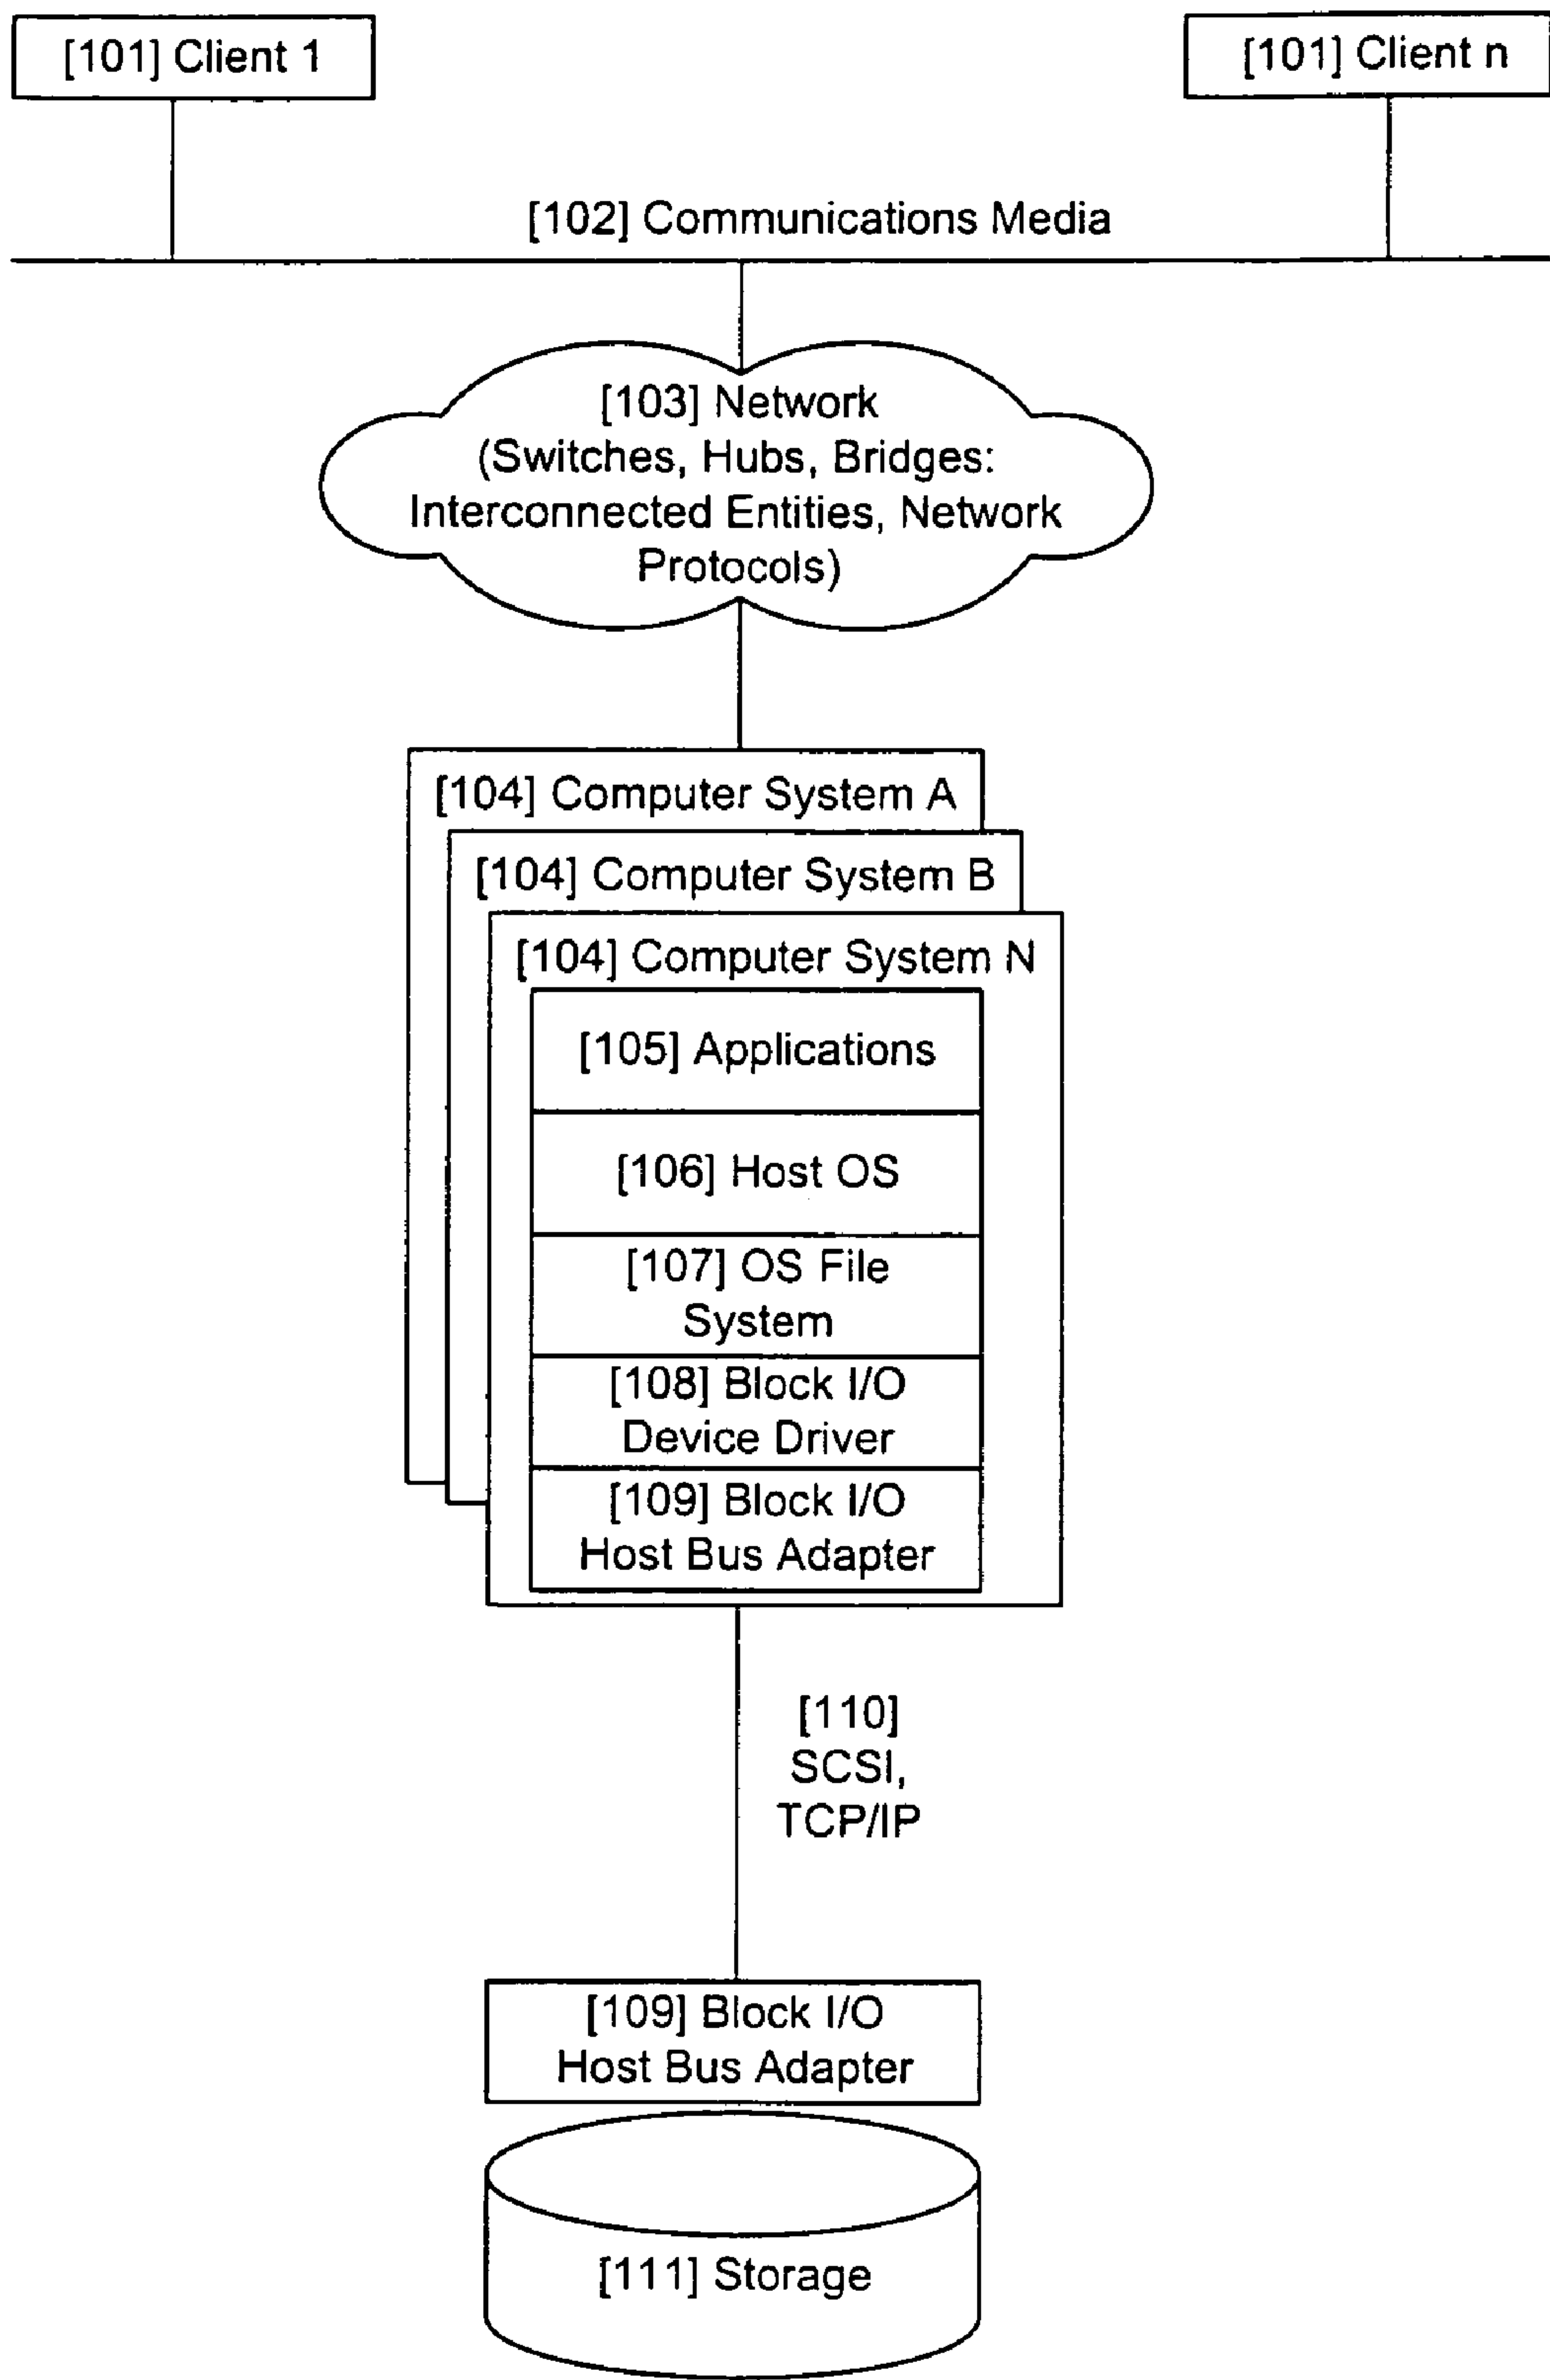 [101] Client 1
[101] Client n
[102] Communications Media
[103] Network
(Switches, Hubs, Bridges:
Interconnected Entities, Network
Protocols)
[104] Computer System A
[104] Computer System B
[104] Computer System N
[105] Applications
[106] Host OS
[107] OS File
System
[108] Block I/O
Device Driver
[109] Block I/O
Host Bus Adapter
[110]
SCSI,
TCP/IP
[109] Block I/O
Host Bus Adapter
[111] Storage